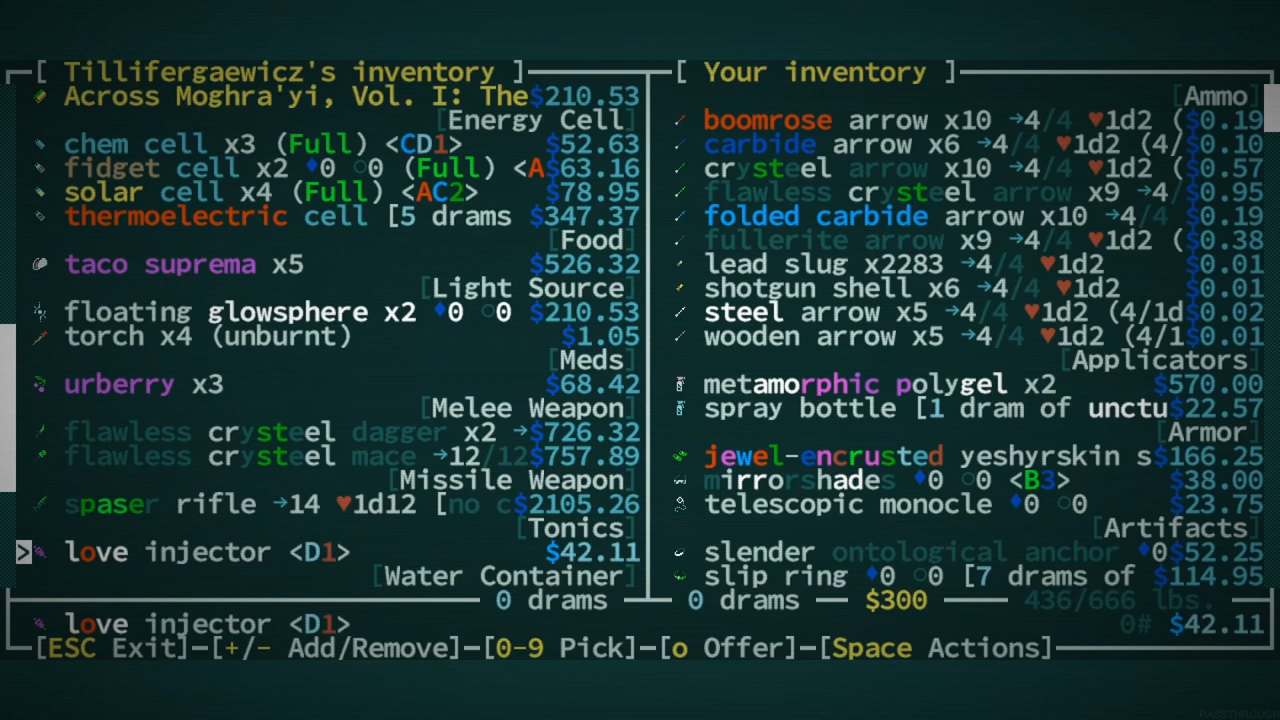 [ Tillifergaewicz's inventory ]
Across Moghra'yi, Vol. I: The $210.53
[Energy Cell]
chem cell x3 (Full) <CD1> $52.63
fidget cell x2 ♦0 ○0 (Full) <A $63.16
solar cell x4 (Full) <AC2> $78.95
thermoelectric cell [5 drams $347.37
[Food]
taco suprema x5 $526.32
[Light Source]
floating glowsphere x2 ♦0 ○0 $210.53
torch x4 (unburnt) $1.05
[Meds]
urberry x3 $68.42
[Melee Weapon]
flawless crysteel dagger x2 → $726.32
flawless crysteel mace →12/12 $757.89
[Missile Weapon]
spaser rifle →14 ♥1d12 [no c $2105.26
[Tonics]
> love injector <D1> $42.11
[Water Container]
0 drams
[ Your inventory ]
[Ammo]
boomrose arrow x10 →4/4 ♥1d2 ( $0.19
carbide arrow x6 →4/4 ♥1d2 (4/ $0.10
crysteel arrow x10 →4/4 ♥1d2 ( $0.57
flawless crysteel arrow x9 →4/ $0.95
folded carbide arrow x10 →4/4 $0.19
fullerite arrow x9 →4/4 ♥1d2 ( $0.38
lead slug x2283 →4/4 ♥1d2 $0.01
shotgun shell x6 →4/4 ♥1d2 $0.01
steel arrow x5 →4/4 ♥1d2 (4/1d $0.02
wooden arrow x5 →4/4 ♥1d2 (4/1 $0.01
[Applicators]
metamorphic polygel x2 $570.00
spray bottle [1 dram of unctu $22.57
[Armor]
jewel-encrusted yeshyrskin s $166.25
mirrorshades ♦0 ○0 <B3> $38.00
telescopic monocle ♦0 ○0 $23.75
[Artifacts]
slender ontological anchor ♦0 $52.25
slip ring ♦0 ○0 [7 drams of $114.95
0 drams — $300 — 436/666 lbs.
love injector <D1> 0# $42.11
[ESC Exit]—[+/- Add/Remove]—[0-9 Pick]—[o Offer]—[Space Actions]